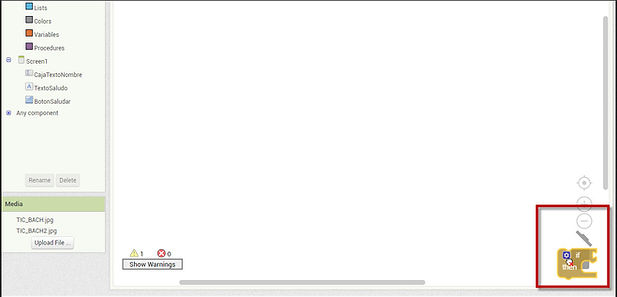 Lists
Colors
Variables
Procedures
Screen1
CajaTextoNombre
TextoSaludo
BotonSaludar
Any component
Rename Delete
Media
TIC_BACH.jpg
TIC_BACH2.jpg
Upload File ...
1 0
Show Warnings
if
then